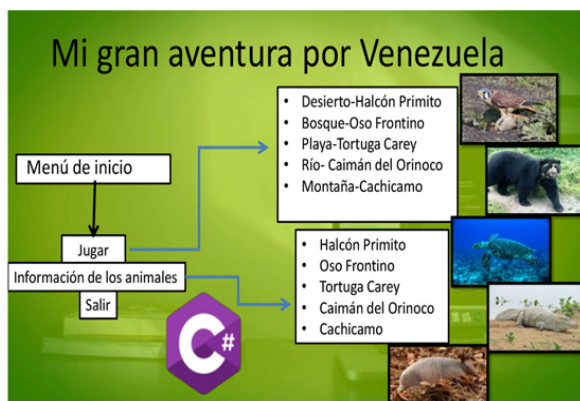 Mi gran aventura por Venezuela
Menú de inicio
Jugar
Información de los animales
Salir
• Desierto-Halcón Primito
• Bosque-Oso Frontino
• Playa-Tortuga Carey
• Río- Caimán del Orinoco
• Montaña-Cachicamo
• Halcón Primito
• Oso Frontino
• Tortuga Carey
• Caimán del Orinoco
• Cachicamo
C#